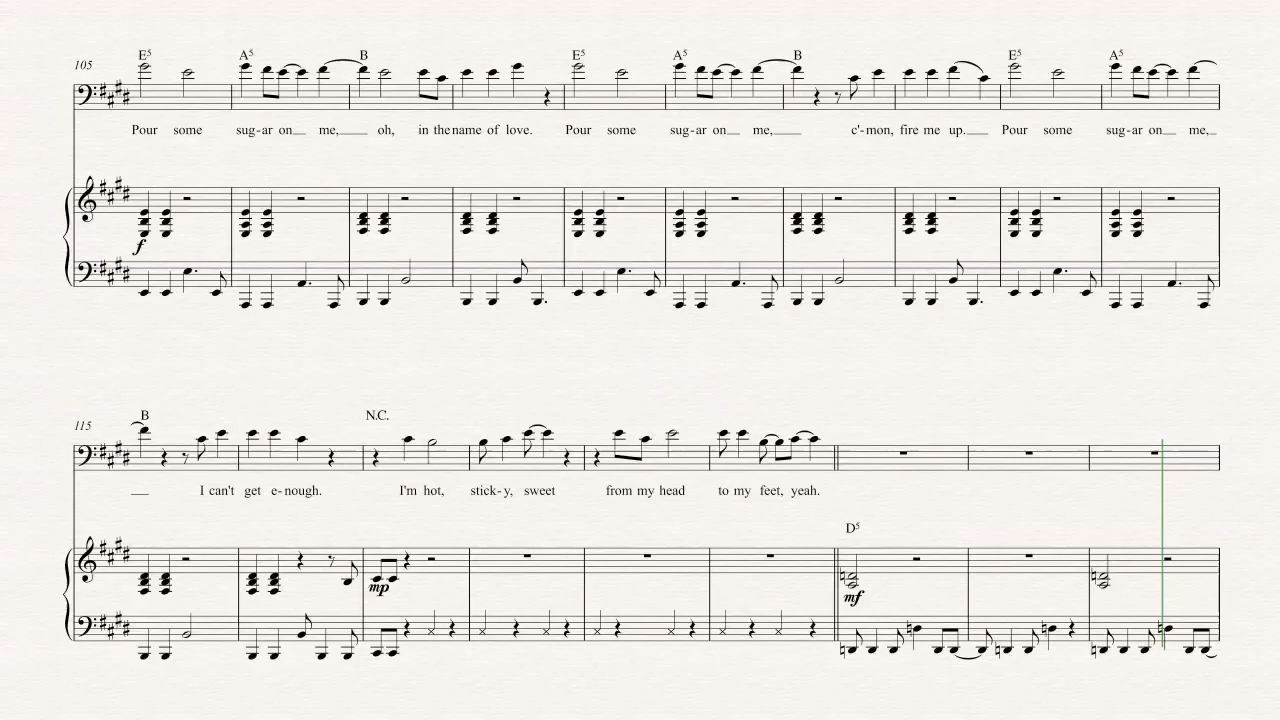 E5 A5 B E5 A5 B E5 A5
105
Pour some sug-ar on me, oh, in the name of love. Pour some sug-ar on me, c'-mon, fire me up. Pour some sug-ar on me,
f
B N.C.
115
I can't get e-nough. I'm hot, stick-y, sweet from my head to my feet, yeah.
D5
mp mf